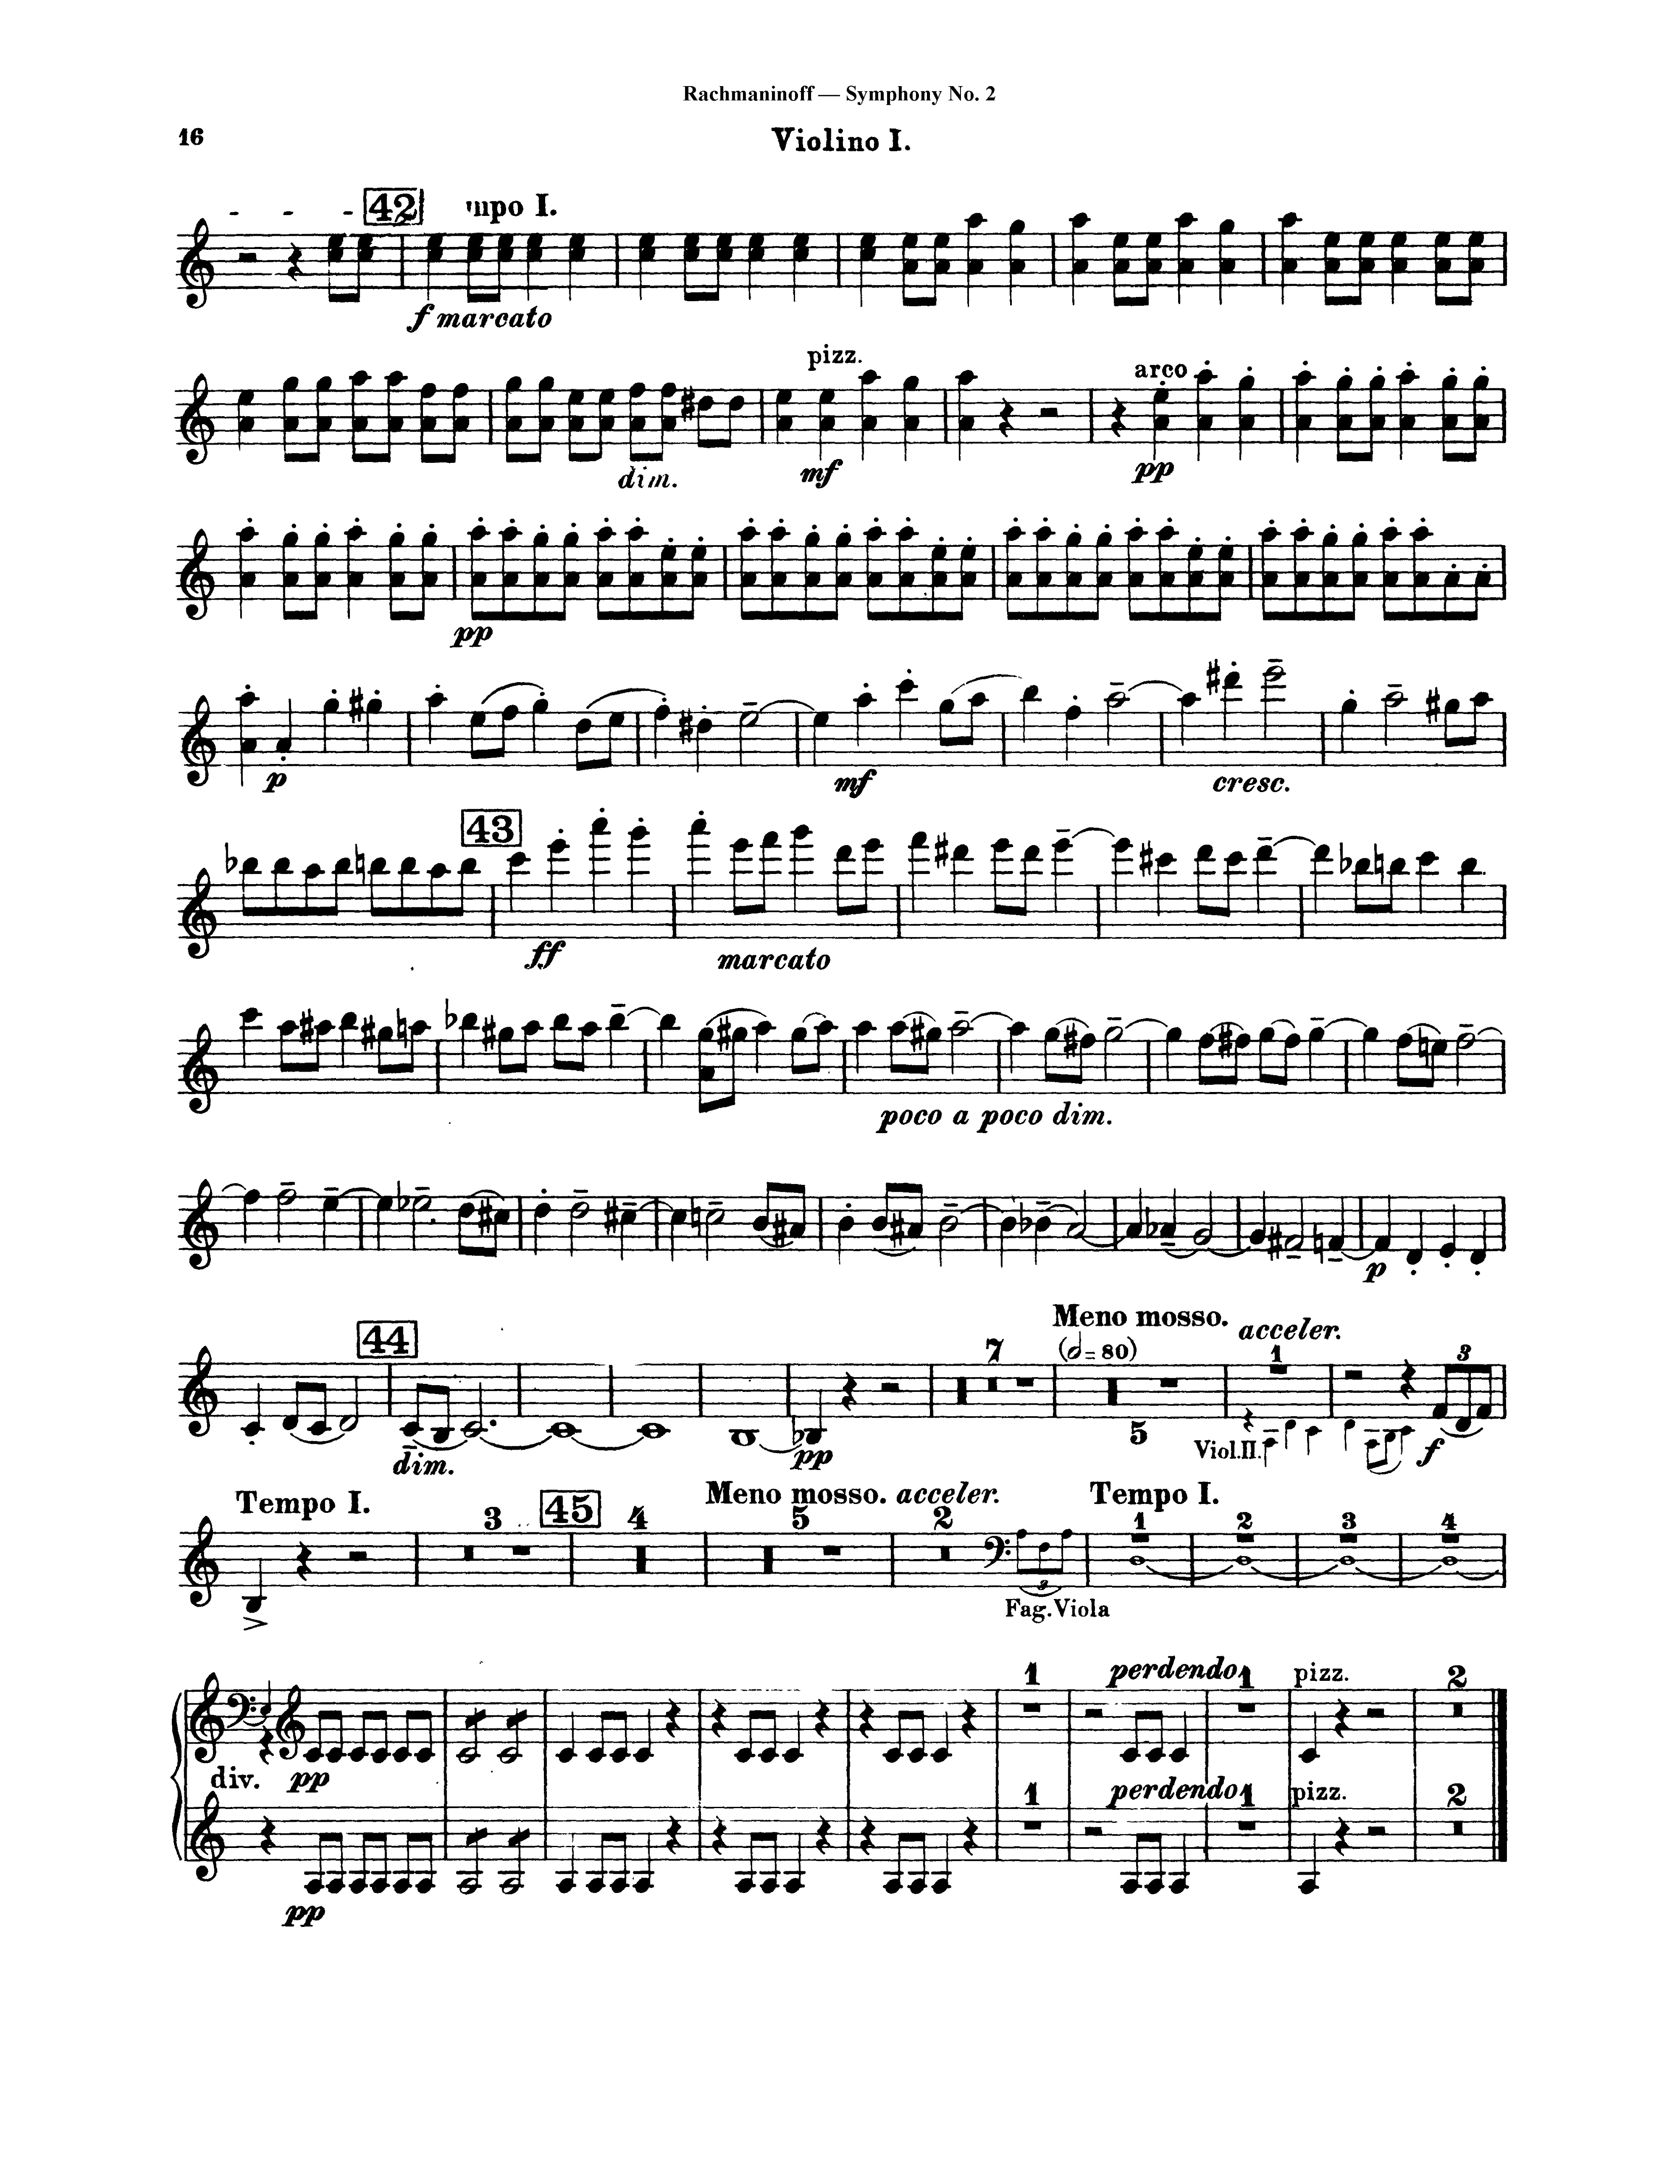 Rachmaninoff — Symphony No. 2
16
Violino I.
42 mpo I.
f marcato
pizz.
arco
dim. mf pp
pp
p mf cresc.
43
ff marcato
poco a poco dim.
p
Meno mosso.
44 7 (𝅗𝅥 = 80) acceler.
1 3
5
Viol.II. f
dim. pp
Tempo I. Meno mosso. acceler. Tempo I.
3 45 4 5 2 1 2 3 4
3
Fag. Viola
1 perdendo 1 pizz. 2
div. pp
1 perdendo 1 pizz. 2
pp